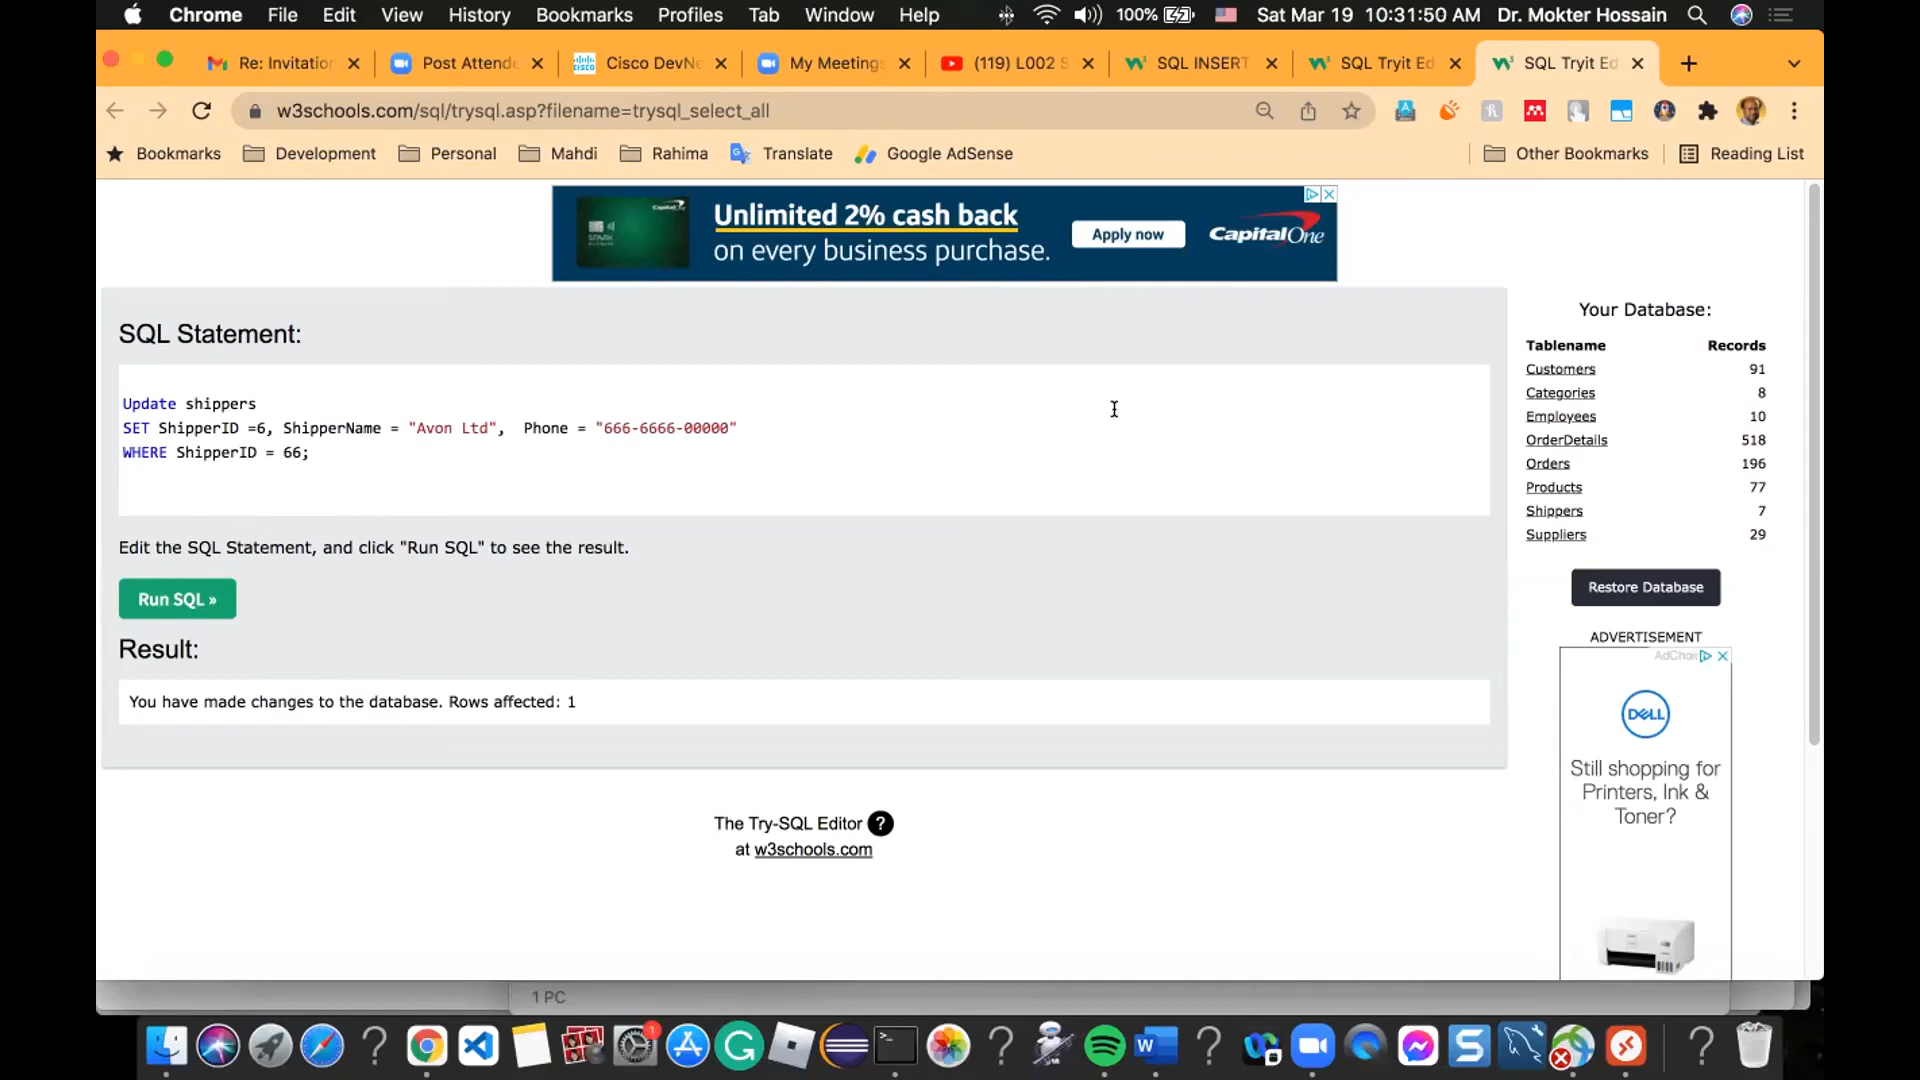 Chrome File Edit View History Bookmarks Profiles Tab Window Help 100% Sat Mar 19 10:31:50 AM Dr. Mokter Hossain
Re: Invitation Post Attende Cisco DevNe My Meetings (119) L002 S SQL INSERT SQL Tryit Ed SQL Tryit Ed
w3schools.com/sql/trysql.asp?filename=trysql_select_all
Bookmarks Development Personal Mahdi Rahima Translate Google AdSense Other Bookmarks Reading List
Unlimited 2% cash back
on every business purchase.
Apply now
Capital One
SQL Statement:
Update shippers
SET ShipperID =6, ShipperName = "Avon Ltd",  Phone = "666-6666-00000"
WHERE ShipperID = 66;
Edit the SQL Statement, and click "Run SQL" to see the result.
Run SQL »
Result:
You have made changes to the database. Rows affected: 1
The Try-SQL Editor ?
at w3schools.com
Your Database:
Tablename Records
Customers 91
Categories 8
Employees 10
OrderDetails 518
Orders 196
Products 77
Shippers 7
Suppliers 29
Restore Database
ADVERTISEMENT
DELL
Still shopping for
Printers, Ink &
Toner?
1 PC